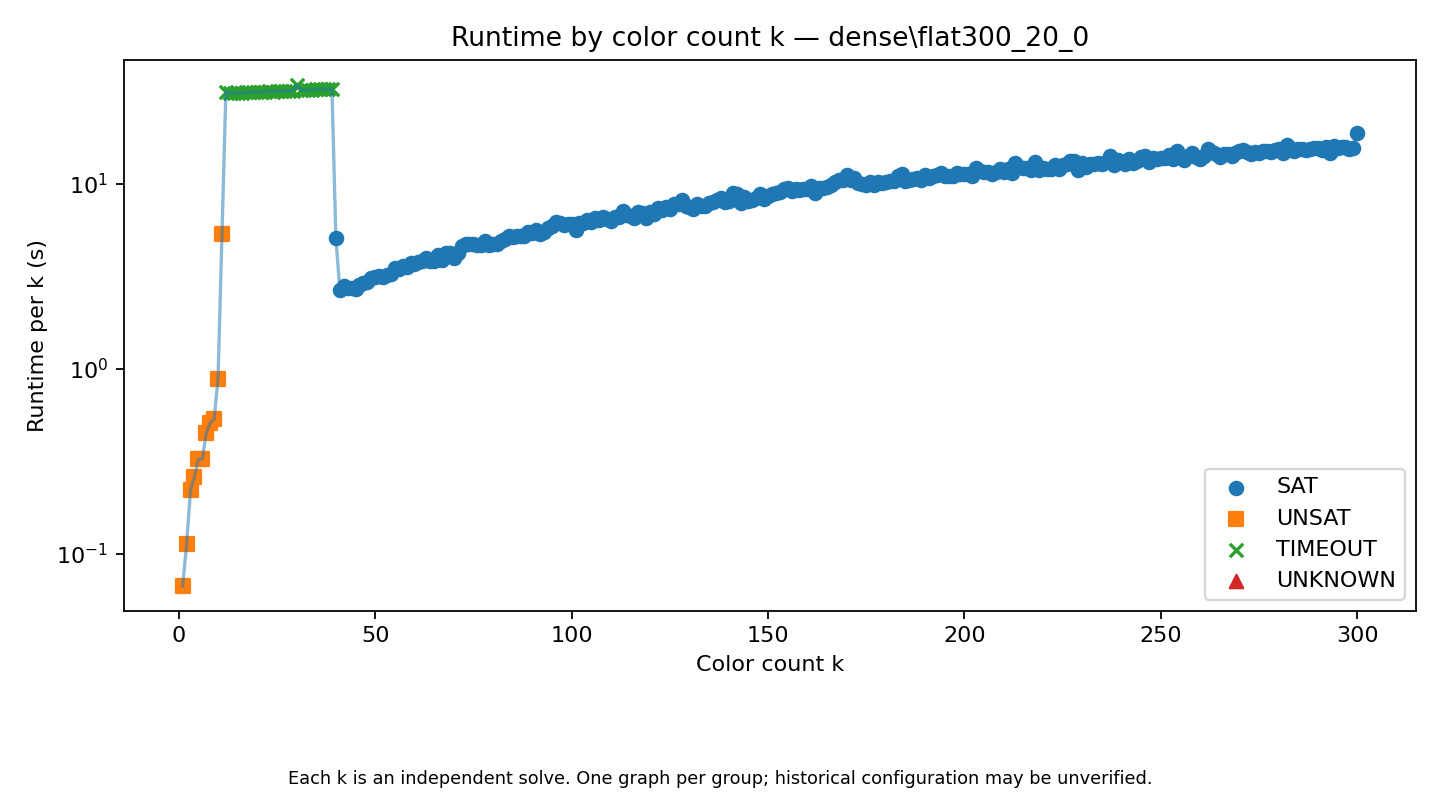 Runtime by color count k — dense\flat300_20_0
Runtime per k (s)
10¹
10⁰
10⁻¹
SAT
UNSAT
TIMEOUT
UNKNOWN
0 50 100 150 200 250 300
Color count k
Each k is an independent solve. One graph per group; historical configuration may be unverified.